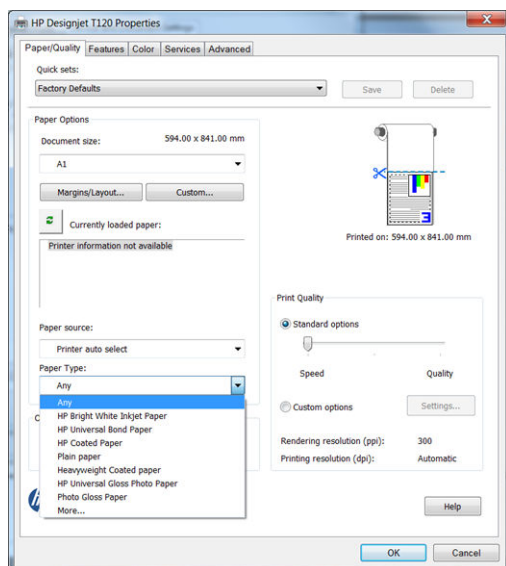 HP Designjet T120 Properties
Paper/Quality Features Color Services Advanced
Quick sets:
Factory Defaults
Save Delete
Paper Options
Document size: 594.00 x 841.00 mm
A1
Margins/Layout... Custom...
Currently loaded paper:
Printer information not available
Printed on: 594.00 x 841.00 mm
Paper source:
Printer auto select
Paper Type:
Any
Any
HP Bright White Inkjet Paper
HP Universal Bond Paper
HP Coated Paper
Plain paper
Heavyweight Coated paper
HP Universal Gloss Photo Paper
Photo Gloss Paper
More...
Print Quality
Standard options
Speed Quality
Custom options Settings...
Rendering resolution (ppi): 300
Printing resolution (dpi): Automatic
Help
OK Cancel